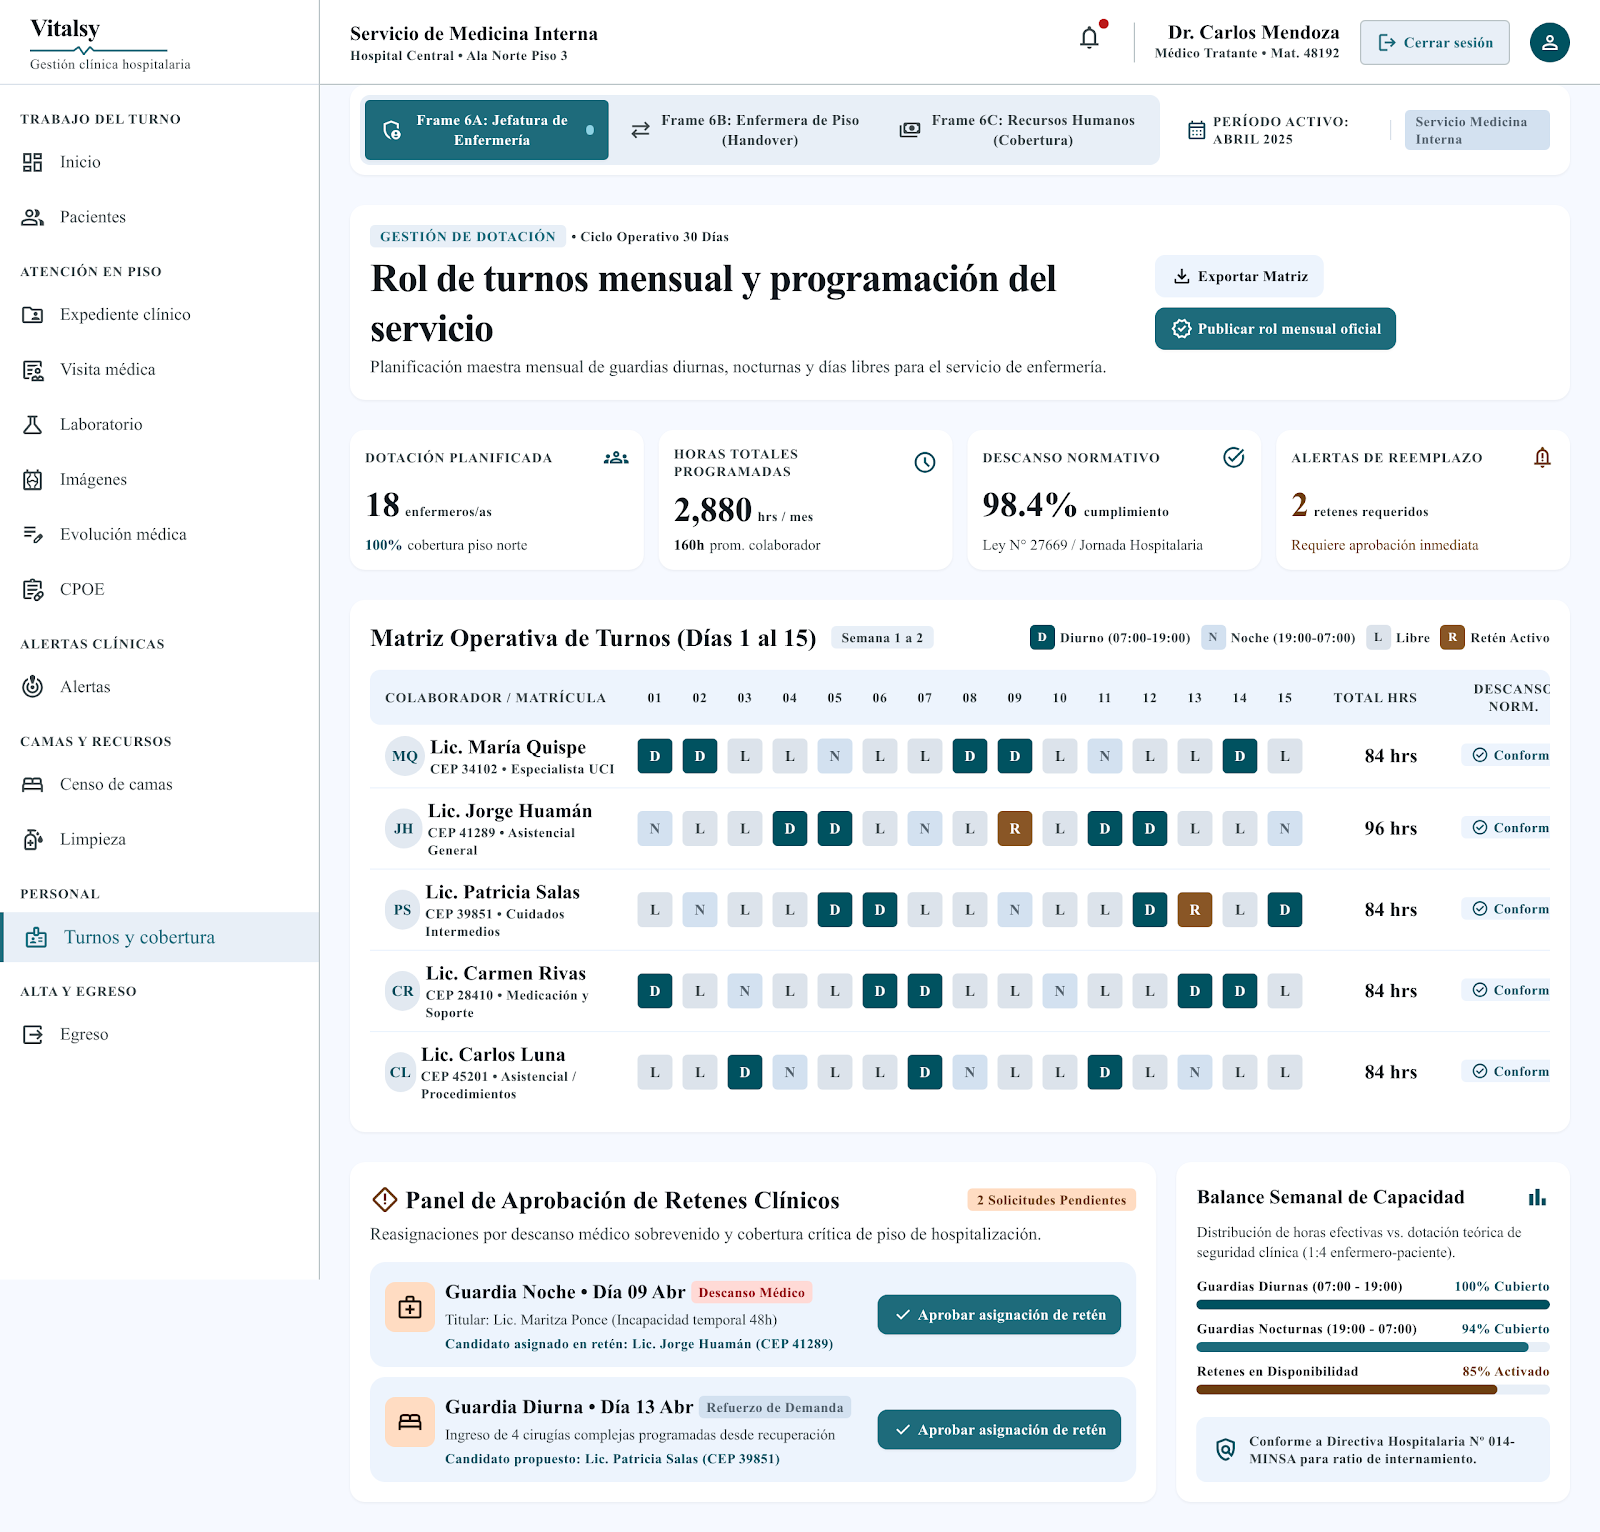 Vitalsy
Gestión clínica hospitalaria
Servicio de Medicina Interna
Hospital Central • Ala Norte Piso 3
Dr. Carlos Mendoza
Médico Tratante • Mat. 48192
Cerrar sesión
TRABAJO DEL TURNO
Inicio
Pacientes
ATENCIÓN EN PISO
Expediente clínico
Visita médica
Laboratorio
Imágenes
Evolución médica
CPOE
ALERTAS CLÍNICAS
Alertas
CAMAS Y RECURSOS
Censo de camas
Limpieza
PERSONAL
Turnos y cobertura
ALTA Y EGRESO
Egreso
Frame 6A: Jefatura de
Enfermería
Frame 6B: Enfermera de Piso
(Handover)
Frame 6C: Recursos Humanos
(Cobertura)
PERÍODO ACTIVO:
ABRIL 2025
Servicio Medicina
Interna
GESTIÓN DE DOTACIÓN • Ciclo Operativo 30 Días
Rol de turnos mensual y programación del
servicio
Planificación maestra mensual de guardias diurnas, nocturnas y días libres para el servicio de enfermería.
Exportar Matriz
Publicar rol mensual oficial
DOTACIÓN PLANIFICADA
18 enfermeros/as
100% cobertura piso norte
HORAS TOTALES
PROGRAMADAS
2,880 hrs / mes
160h prom. colaborador
DESCANSO NORMATIVO
98.4% cumplimiento
Ley N° 27669 / Jornada Hospitalaria
ALERTAS DE REEMPLAZO
2 retenes requeridos
Requiere aprobación inmediata
Matriz Operativa de Turnos (Días 1 al 15) Semana 1 a 2
D Diurno (07:00-19:00) N Noche (19:00-07:00) L Libre R Retén Activo
COLABORADOR / MATRÍCULA 01 02 03 04 05 06 07 08 09 10 11 12 13 14 15 TOTAL HRS DESCANSO
NORM.
MQ Lic. María Quispe
CEP 34102 • Especialista UCI
D D L L N L L D D L N L L D L 84 hrs Conform
JH Lic. Jorge Huamán
CEP 41289 • Asistencial
General
N L L D D L N L R L D D L L N 96 hrs Conform
PS Lic. Patricia Salas
CEP 39851 • Cuidados
Intermedios
L N L L D D L L N L L D R L D 84 hrs Conform
CR Lic. Carmen Rivas
CEP 28410 • Medicación y
Soporte
D L N L L D D L L N L L D D L 84 hrs Conform
CL Lic. Carlos Luna
CEP 45201 • Asistencial /
Procedimientos
L L D N L L D N L L D L N L L 84 hrs Conform
Panel de Aprobación de Retenes Clínicos
2 Solicitudes Pendientes
Reasignaciones por descanso médico sobrevenido y cobertura crítica de piso de hospitalización.
Guardia Noche • Día 09 Abr Descanso Médico
Titular: Lic. Maritza Ponce (Incapacidad temporal 48h)
Candidato asignado en retén: Lic. Jorge Huamán (CEP 41289)
Aprobar asignación de retén
Guardia Diurna • Día 13 Abr Refuerzo de Demanda
Ingreso de 4 cirugías complejas programadas desde recuperación
Candidato propuesto: Lic. Patricia Salas (CEP 39851)
Aprobar asignación de retén
Balance Semanal de Capacidad
Distribución de horas efectivas vs. dotación teórica de
seguridad clínica (1:4 enfermero-paciente).
Guardias Diurnas (07:00 - 19:00) 100% Cubierto
Guardias Nocturnas (19:00 - 07:00) 94% Cubierto
Retenes en Disponibilidad 85% Activado
Conforme a Directiva Hospitalaria Nº 014-
MINSA para ratio de internamiento.